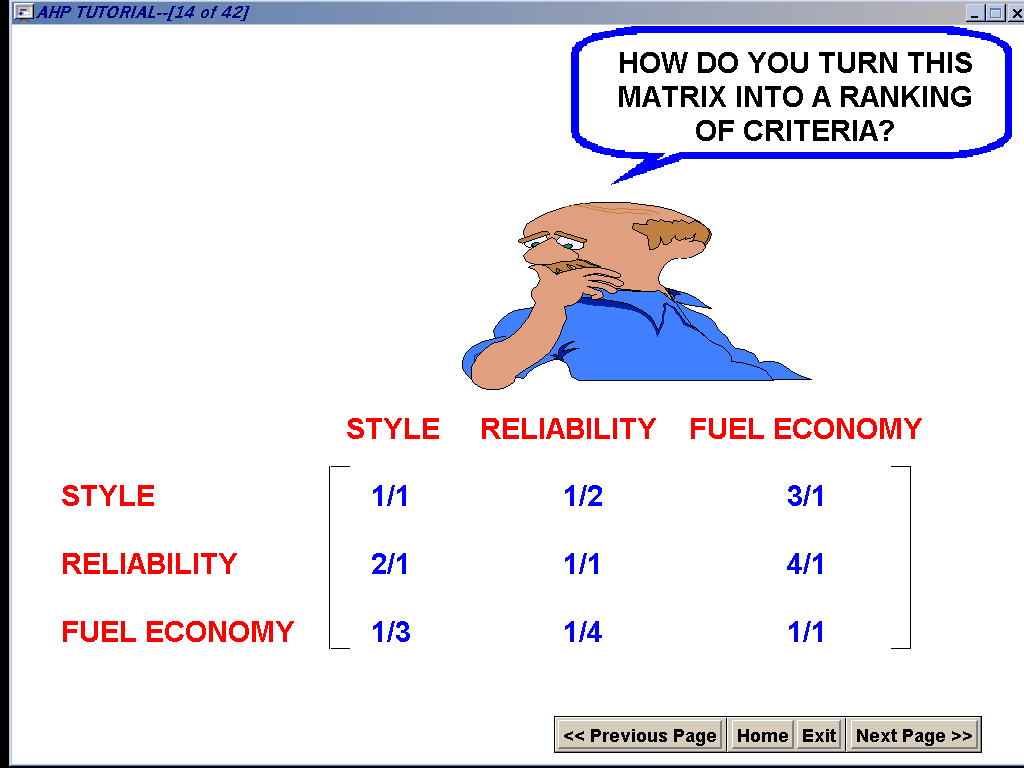 AHP TUTORIAL--[14 of 42]
HOW DO YOU TURN THIS
MATRIX INTO A RANKING
OF CRITERIA?
STYLE RELIABILITY FUEL ECONOMY
STYLE 1/1 1/2 3/1
RELIABILITY 2/1 1/1 4/1
FUEL ECONOMY 1/3 1/4 1/1
<< Previous Page Home Exit Next Page >>